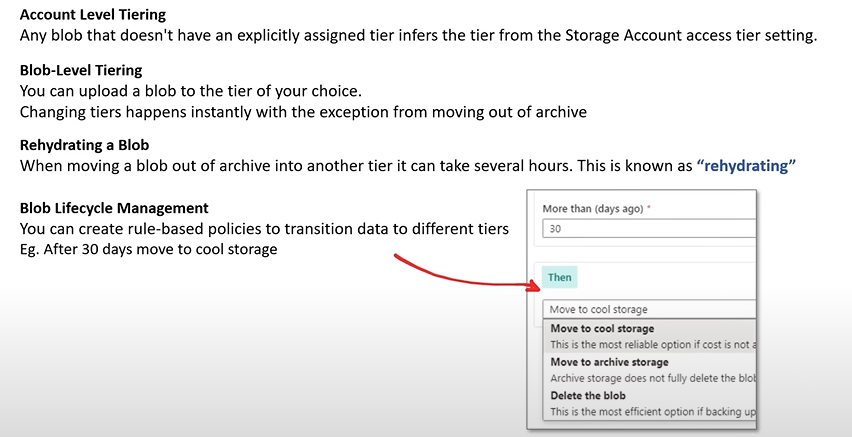 Account Level Tiering
Any blob that doesn't have an explicitly assigned tier infers the tier from the Storage Account access tier setting.
Blob-Level Tiering
You can upload a blob to the tier of your choice.
Changing tiers happens instantly with the exception from moving out of archive
Rehydrating a Blob
When moving a blob out of archive into another tier it can take several hours. This is known as “rehydrating”
Blob Lifecycle Management
You can create rule-based policies to transition data to different tiers
Eg. After 30 days move to cool storage
More than (days ago) *
30
Then
Move to cool storage
Move to cool storage
This is the most reliable option if cost is not a
Move to archive storage
Archive storage does not fully delete the blob
Delete the blob
This is the most efficient option if backing up